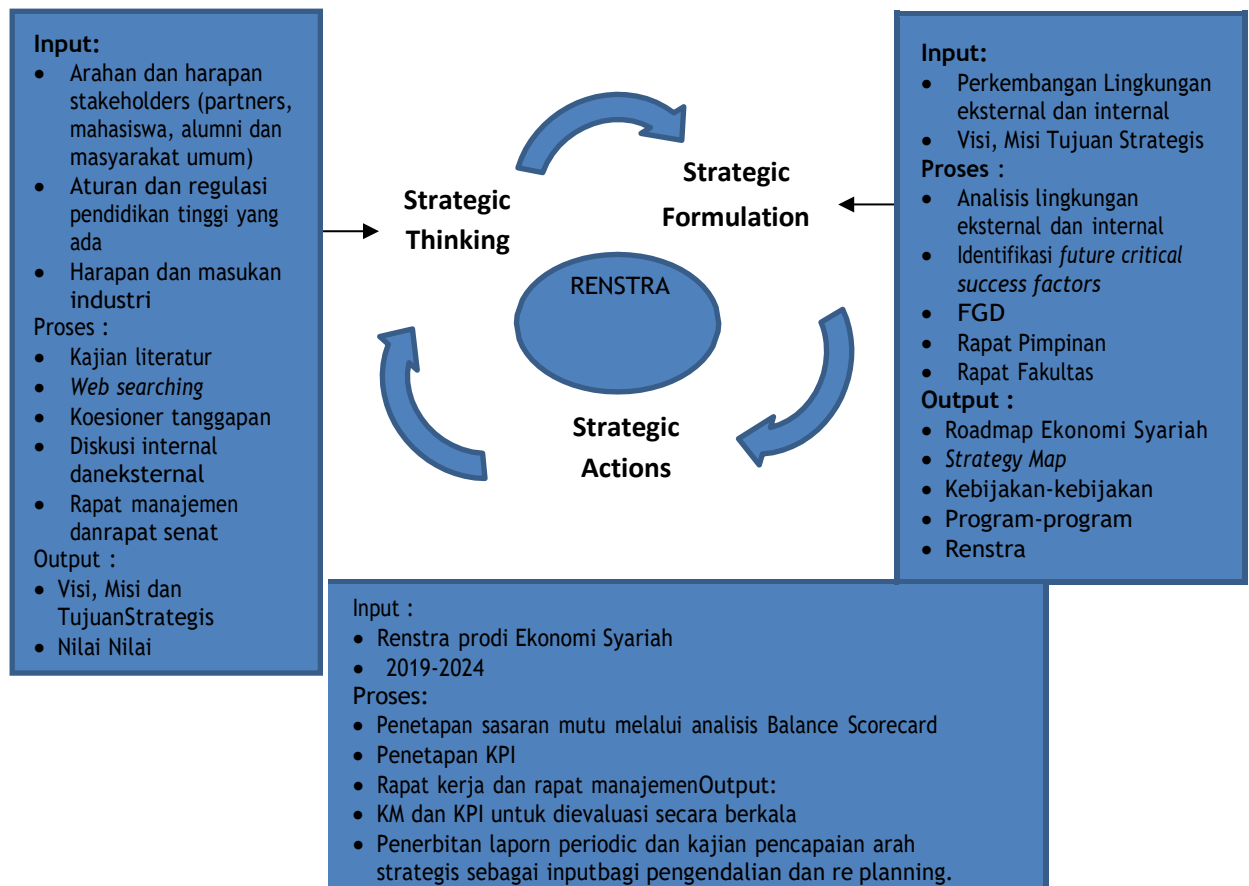 Input:
• Arahan dan harapan
stakeholders (partners,
mahasiswa, alumni dan
masyarakat umum)
• Aturan dan regulasi
pendidikan tinggi yang
ada
• Harapan dan masukan
industri
Proses :
• Kajian literatur
• Web searching
• Koesioner tanggapan
• Diskusi internal
daneksternal
• Rapat manajemen
danrapat senat
Output :
• Visi, Misi dan
TujuanStrategis
• Nilai Nilai
Strategic
Thinking
Strategic
Formulation
RENSTRA
Strategic
Actions
Input:
• Perkembangan Lingkungan
eksternal dan internal
• Visi, Misi Tujuan Strategis
Proses :
• Analisis lingkungan
eksternal dan internal
• Identifikasi future critical
success factors
• FGD
• Rapat Pimpinan
• Rapat Fakultas
Output :
• Roadmap Ekonomi Syariah
• Strategy Map
• Kebijakan-kebijakan
• Program-program
• Renstra
Input :
• Renstra prodi Ekonomi Syariah
• 2019-2024
Proses:
• Penetapan sasaran mutu melalui analisis Balance Scorecard
• Penetapan KPI
• Rapat kerja dan rapat manajemenOutput:
• KM dan KPI untuk dievaluasi secara berkala
• Penerbitan laporn periodic dan kajian pencapaian arah
strategis sebagai inputbagi pengendalian dan re planning.